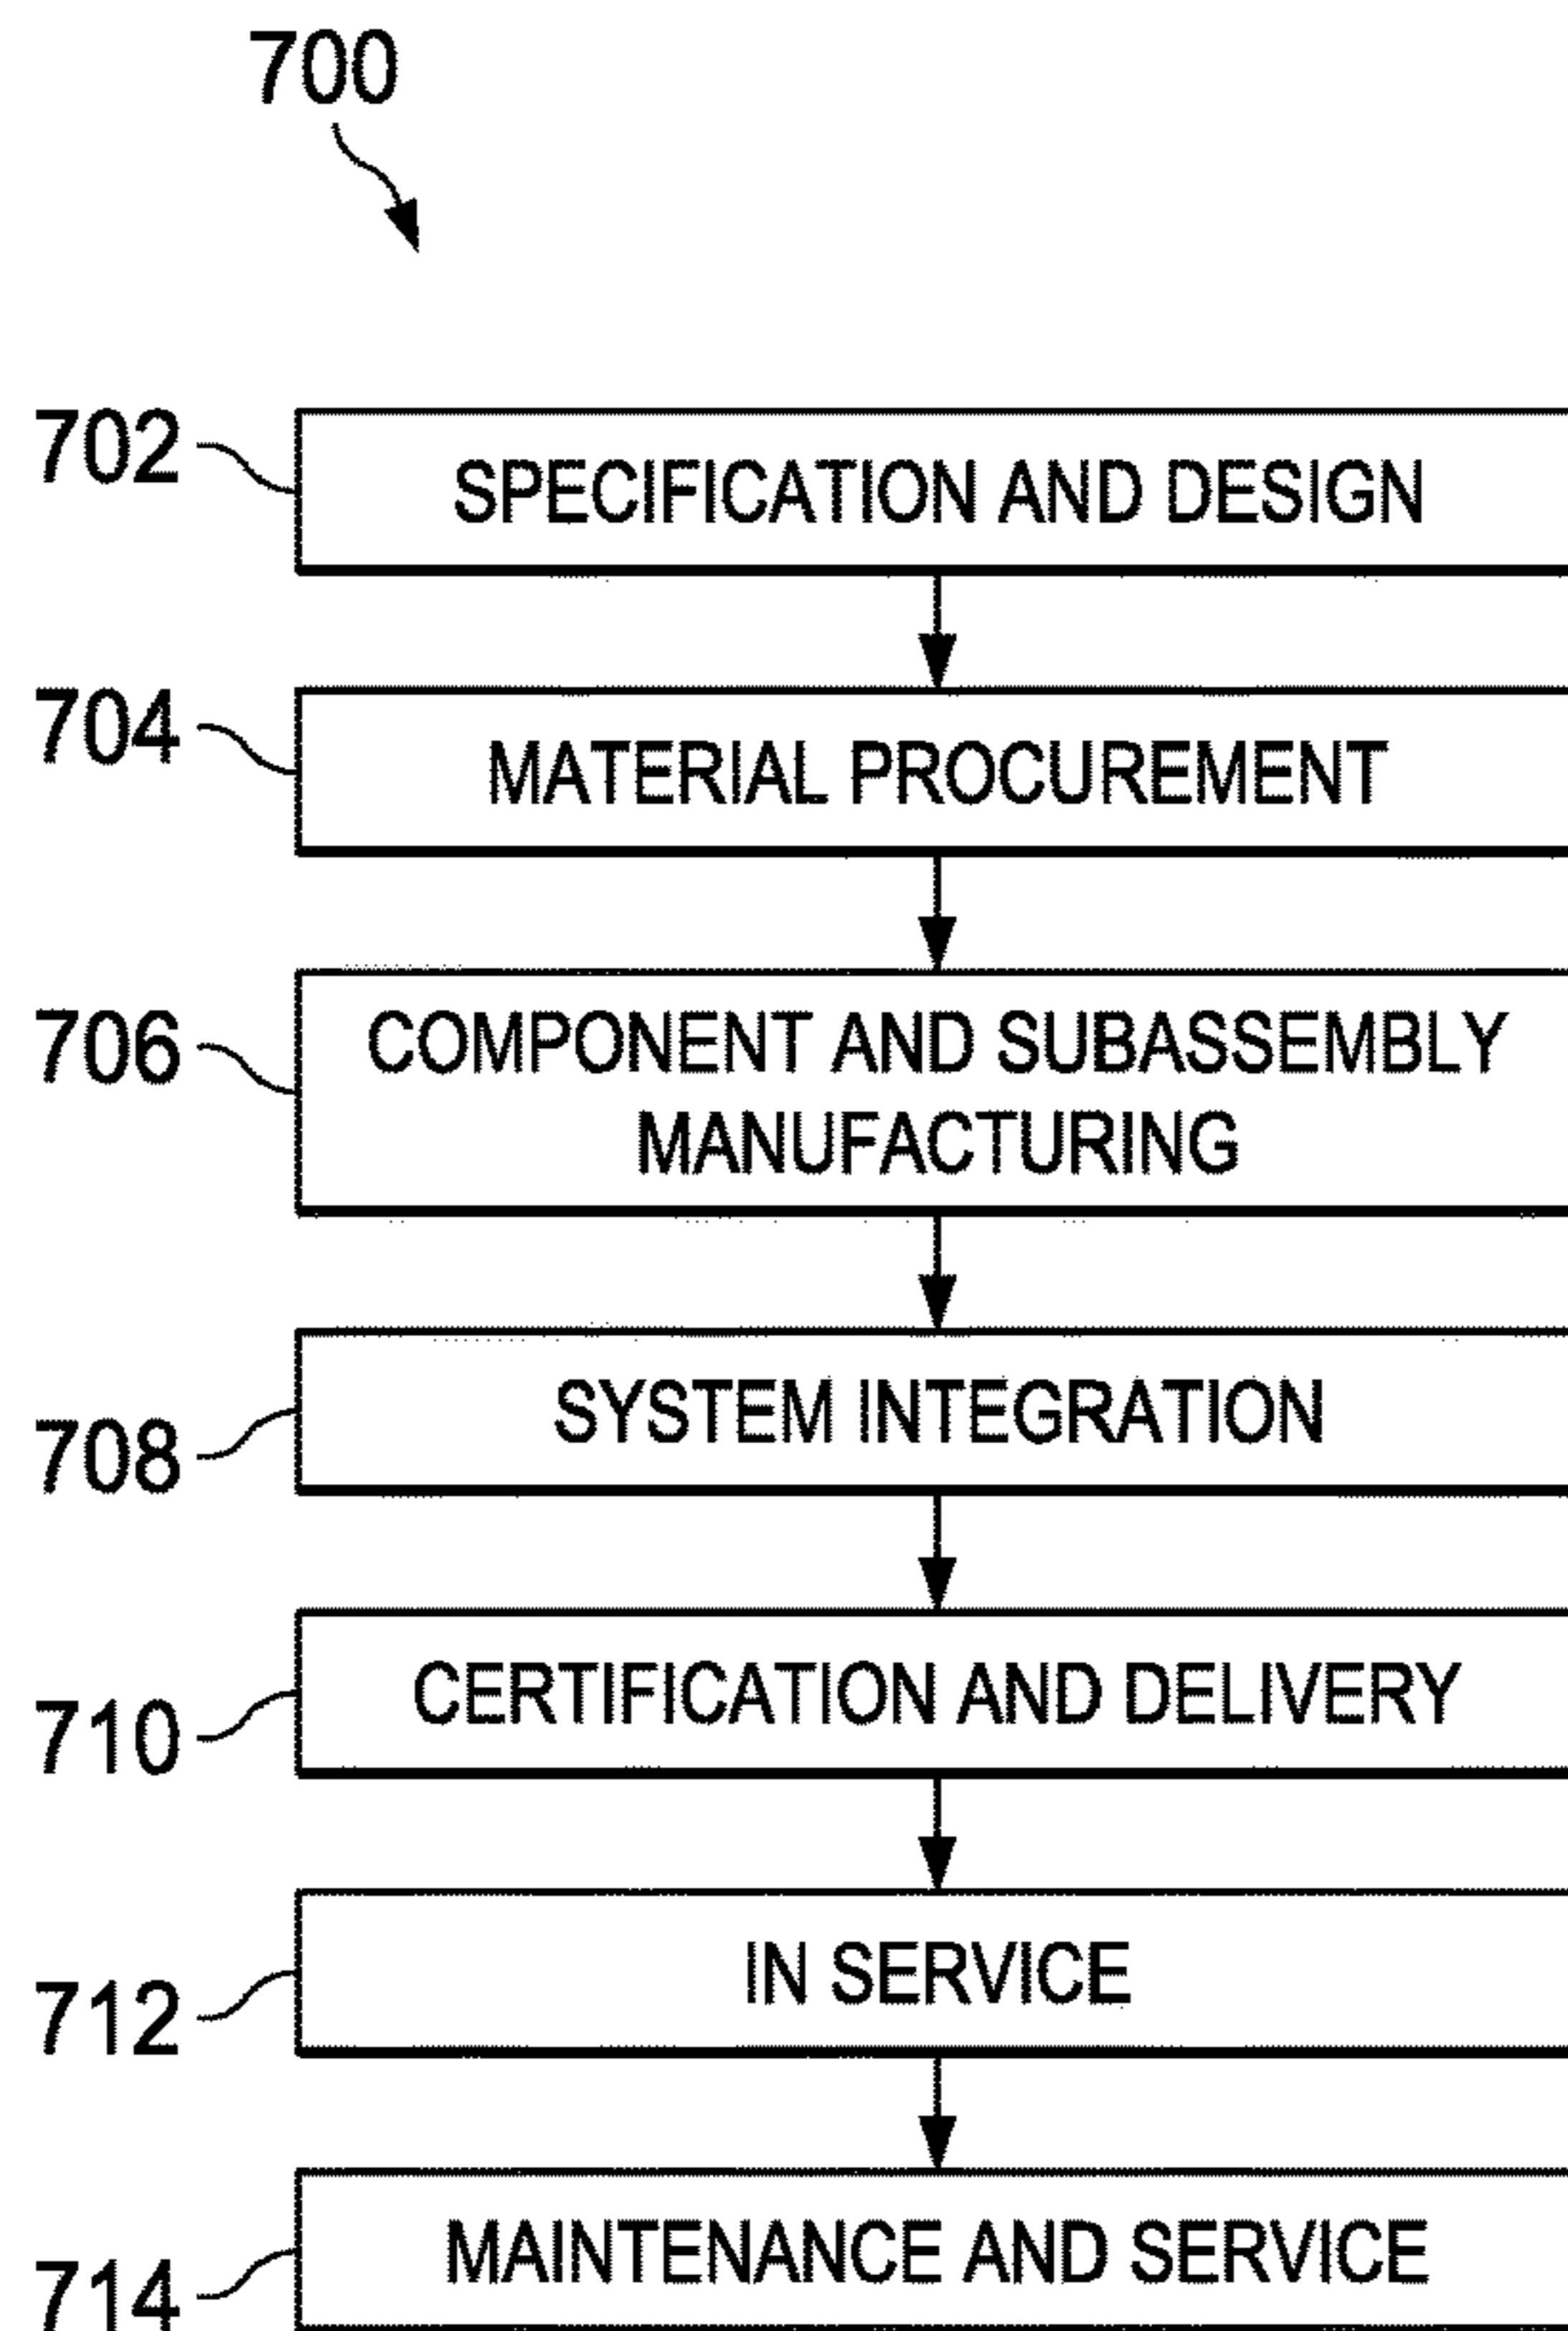 700
702
SPECIFICATION AND DESIGN
704
MATERIAL PROCUREMENT
706
COMPONENT AND SUBASSEMBLY
MANUFACTURING
708
SYSTEM INTEGRATION
710
CERTIFICATION AND DELIVERY
712
IN SERVICE
714
MAINTENANCE AND SERVICE